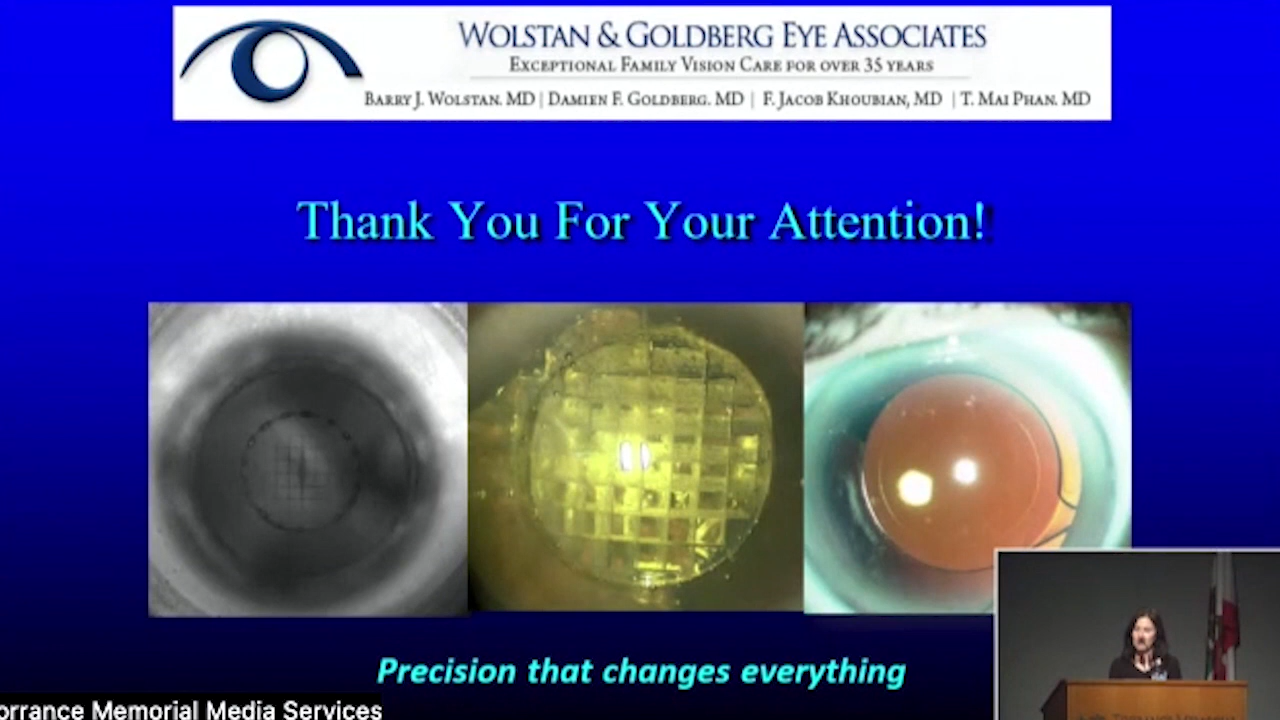 WOLSTAN & GOLDBERG EYE ASSOCIATES
EXCEPTIONAL FAMILY VISION CARE FOR OVER 35 YEARS
BARRY J. WOLSTAN. MD | DAMIEN F. GOLDBERG. MD | F. JACOB KHOUBIAN, MD | T. MAI PHAN. MD
Thank You For Your Attention!
Precision that changes everything
orrance Memorial Media Services